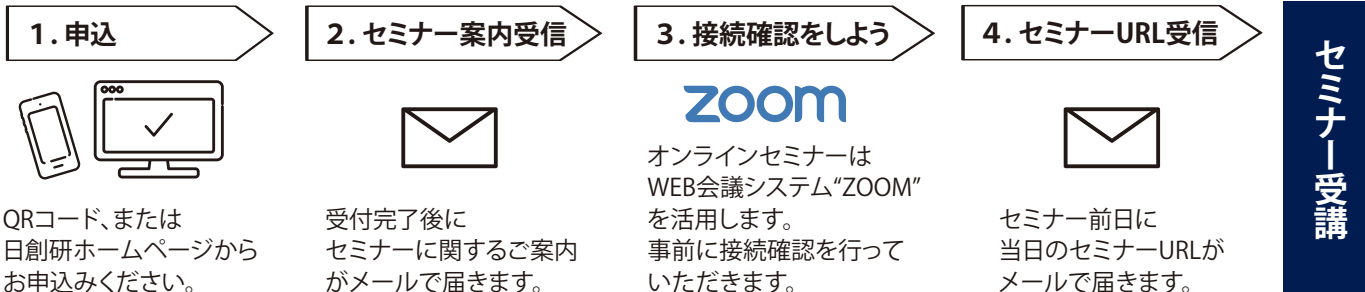 1. 申込
QRコード、または
日創研ホームページから
お申込みください。
2. セミナー案内受信
受付完了後に
セミナーに関するご案内
がメールで届きます。
3. 接続確認をしよう
zoom
オンラインセミナーは
WEB会議システム“ZOOM”
を活用します。
事前に接続確認を行って
いただきます。
4. セミナーURL受信
セミナー前日に
当日のセミナーURLが
メールで届きます。
セミナー受講